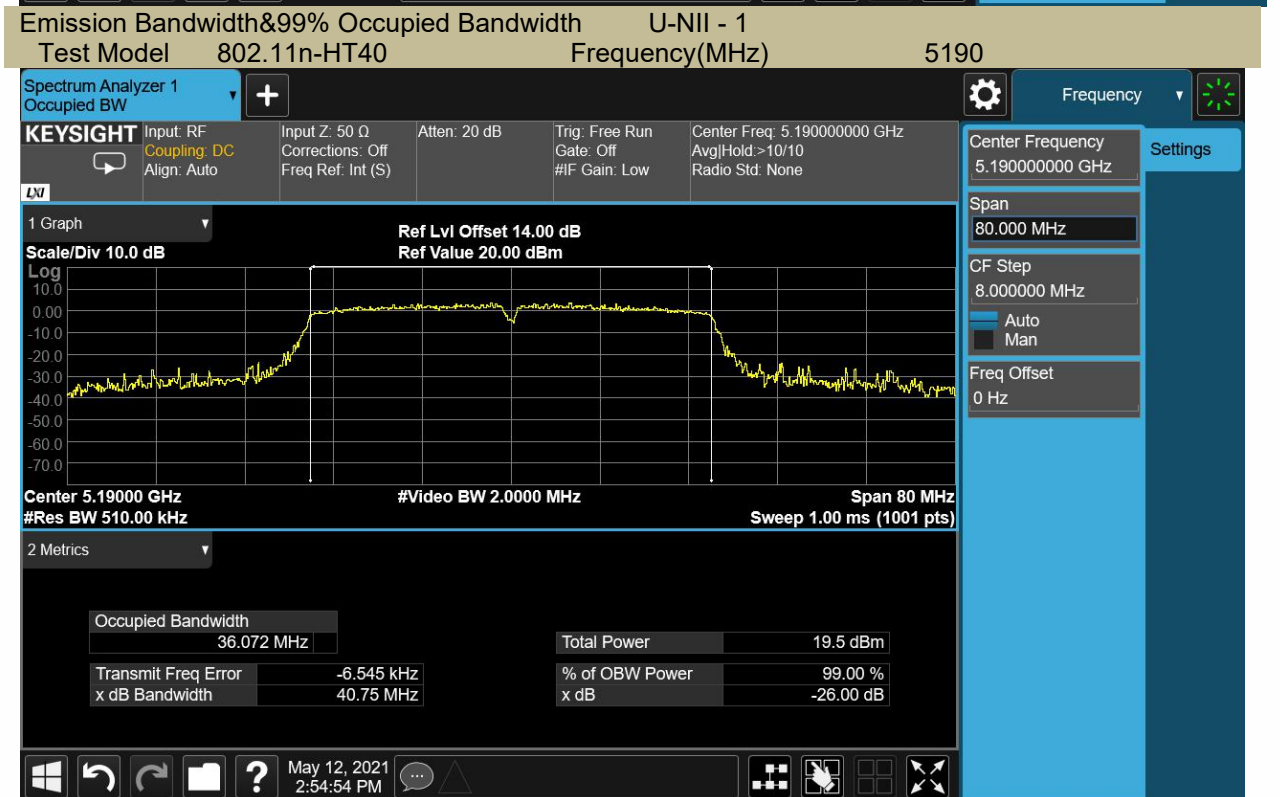 Emission Bandwidth&99% Occupied Bandwidth U-NII - 1
Test Model 802.11n-HT40 Frequency(MHz) 5190
Spectrum Analyzer 1
Occupied BW
+
Frequency
KEYSIGHT
LXI
Input: RF
Coupling: DC
Align: Auto
Input Z: 50 Ω
Corrections: Off
Freq Ref: Int (S)
Atten: 20 dB
Trig: Free Run
Gate: Off
#IF Gain: Low
Center Freq: 5.190000000 GHz
Avg|Hold:>10/10
Radio Std: None
Center Frequency
5.190000000 GHz
Settings
Span
80.000 MHz
CF Step
8.000000 MHz
Auto
Man
Freq Offset
0 Hz
1 Graph
Scale/Div 10.0 dB
Ref Lvl Offset 14.00 dB
Ref Value 20.00 dBm
Log
10.0
0.00
-10.0
-20.0
-30.0
-40.0
-50.0
-60.0
-70.0
Center 5.19000 GHz
#Res BW 510.00 kHz
#Video BW 2.0000 MHz
Span 80 MHz
Sweep 1.00 ms (1001 pts)
2 Metrics
Occupied Bandwidth
36.072 MHz
Total Power 19.5 dBm
Transmit Freq Error -6.545 kHz
% of OBW Power 99.00 %
x dB Bandwidth 40.75 MHz
x dB -26.00 dB
?
May 12, 2021
2:54:54 PM